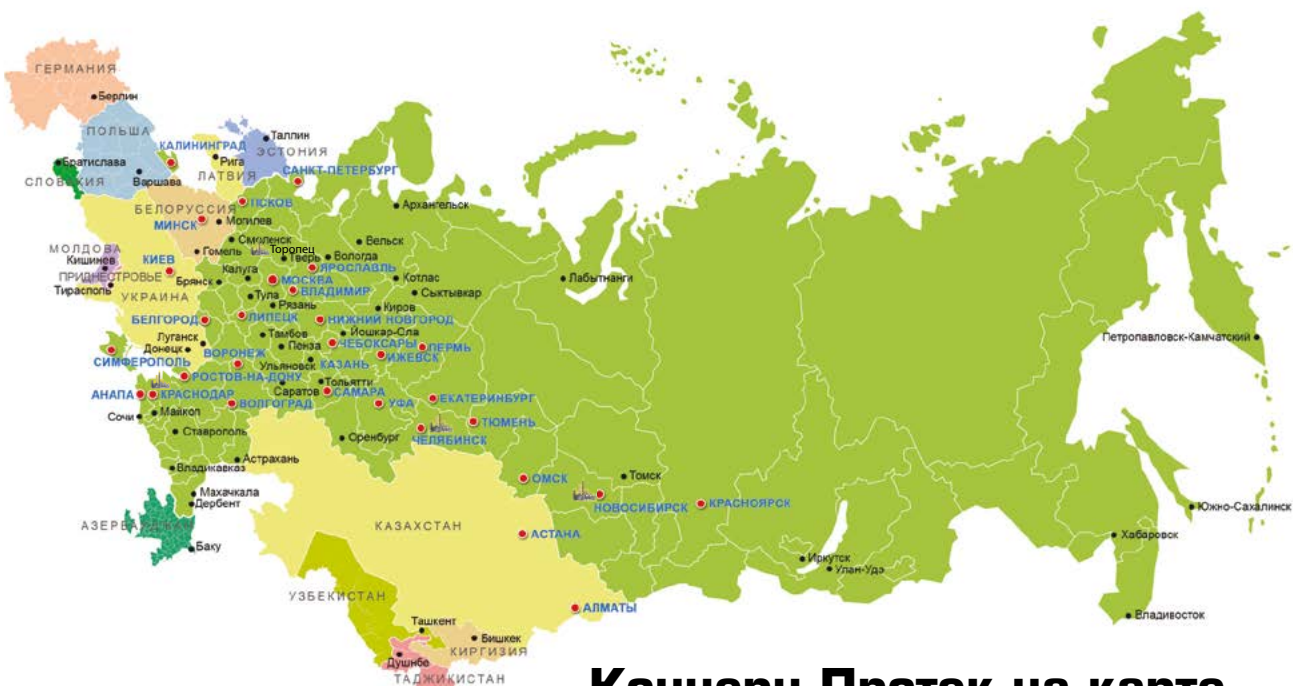 ГЕРМАНИЯ
Берлин
ПОЛЬША
Таллин
КАЛИНИНГРАД
ЭСТОНИЯ
Братислава
Рига
СЛОВАКИЯ
Варшава
ЛАТВИЯ
САНКТ-ПЕТЕРБУРГ
ПСКОВ
Архангельск
БЕЛОРУССИЯ
МИНСК
Могилев
Смоленск
Вельск
МОЛДОВА
Гомель
Торопец
Тверь
Вологда
Кишинев
КИЕВ
Калуга
ЯРОСЛАВЛЬ
ПРИДНЕСТРОВЬЕ
Брянск
МОСКВА
Котлас
Лабытнанги
Тирасполь
ВЛАДИМИР
Сыктывкар
УКРАИНА
Тула
Рязань
Киров
БЕЛГОРОД
ЛИПЕЦК
НИЖНИЙ НОВГОРОД
Луганск
Тамбов
Йошкар-Ола
Петропавловск-Камчатский
Донецк
ВОРОНЕЖ
Пенза
ЧЕБОКСАРЫ
ПЕРМЬ
ИЖЕВСК
СИМФЕРОПОЛЬ
Ульяновск
КАЗАНЬ
РОСТОВ-НА-ДОНУ
Тольятти
АНАПА
КРАСНОДАР
Саратов
САМАРА
ВОЛГОГРАД
УФА
ЕКАТЕРИНБУРГ
Сочи
Майкоп
ТЮМЕНЬ
Ставрополь
Оренбург
ЧЕЛЯБИНСК
Астрахань
Владикавказ
ОМСК
Томск
Махачкала
НОВОСИБИРСК
КРАСНОЯРСК
Дербент
Южно-Сахалинск
АЗЕРБАЙДЖАН
КАЗАХСТАН
АСТАНА
Хабаровск
Баку
Иркутск
Улан-Удэ
УЗБЕКИСТАН
АЛМАТЫ
Ташкент
Владивосток
Бишкек
КИРГИЗИЯ
Душнбе
ТАДЖИКИСТАН
Концерн Протэк на карте